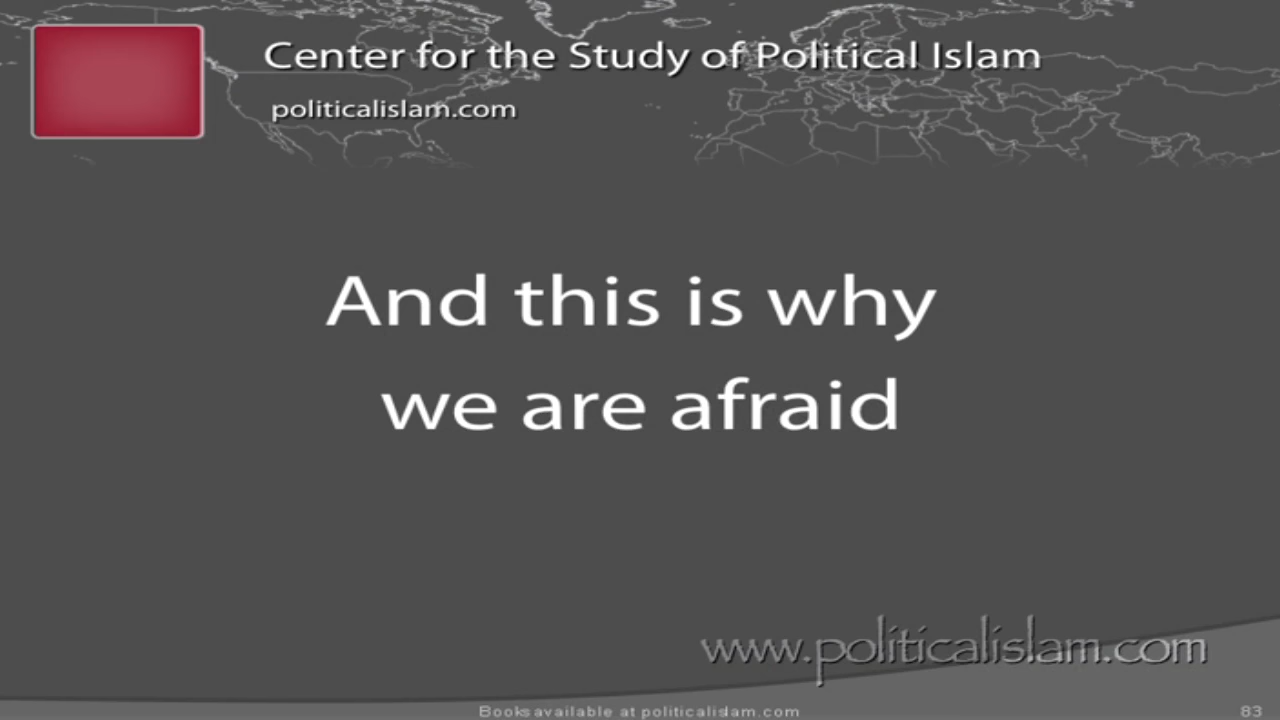 Center for the Study of Political Islam
politicalislam.com
And this is why
we are afraid
www.politicalislam.com
Books available at politicalislam.com
83